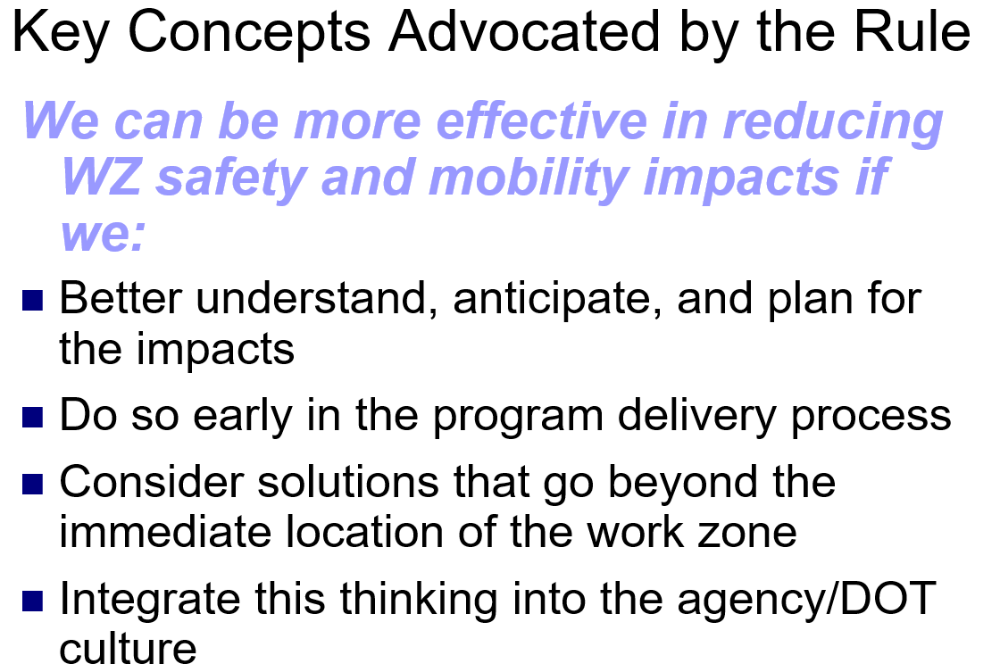 Key Concepts Advocated by the Rule
We can be more effective in reducing
WZ safety and mobility impacts if
we:
Better understand, anticipate, and plan for
the impacts
Do so early in the program delivery process
Consider solutions that go beyond the
immediate location of the work zone
Integrate this thinking into the agency/DOT
culture